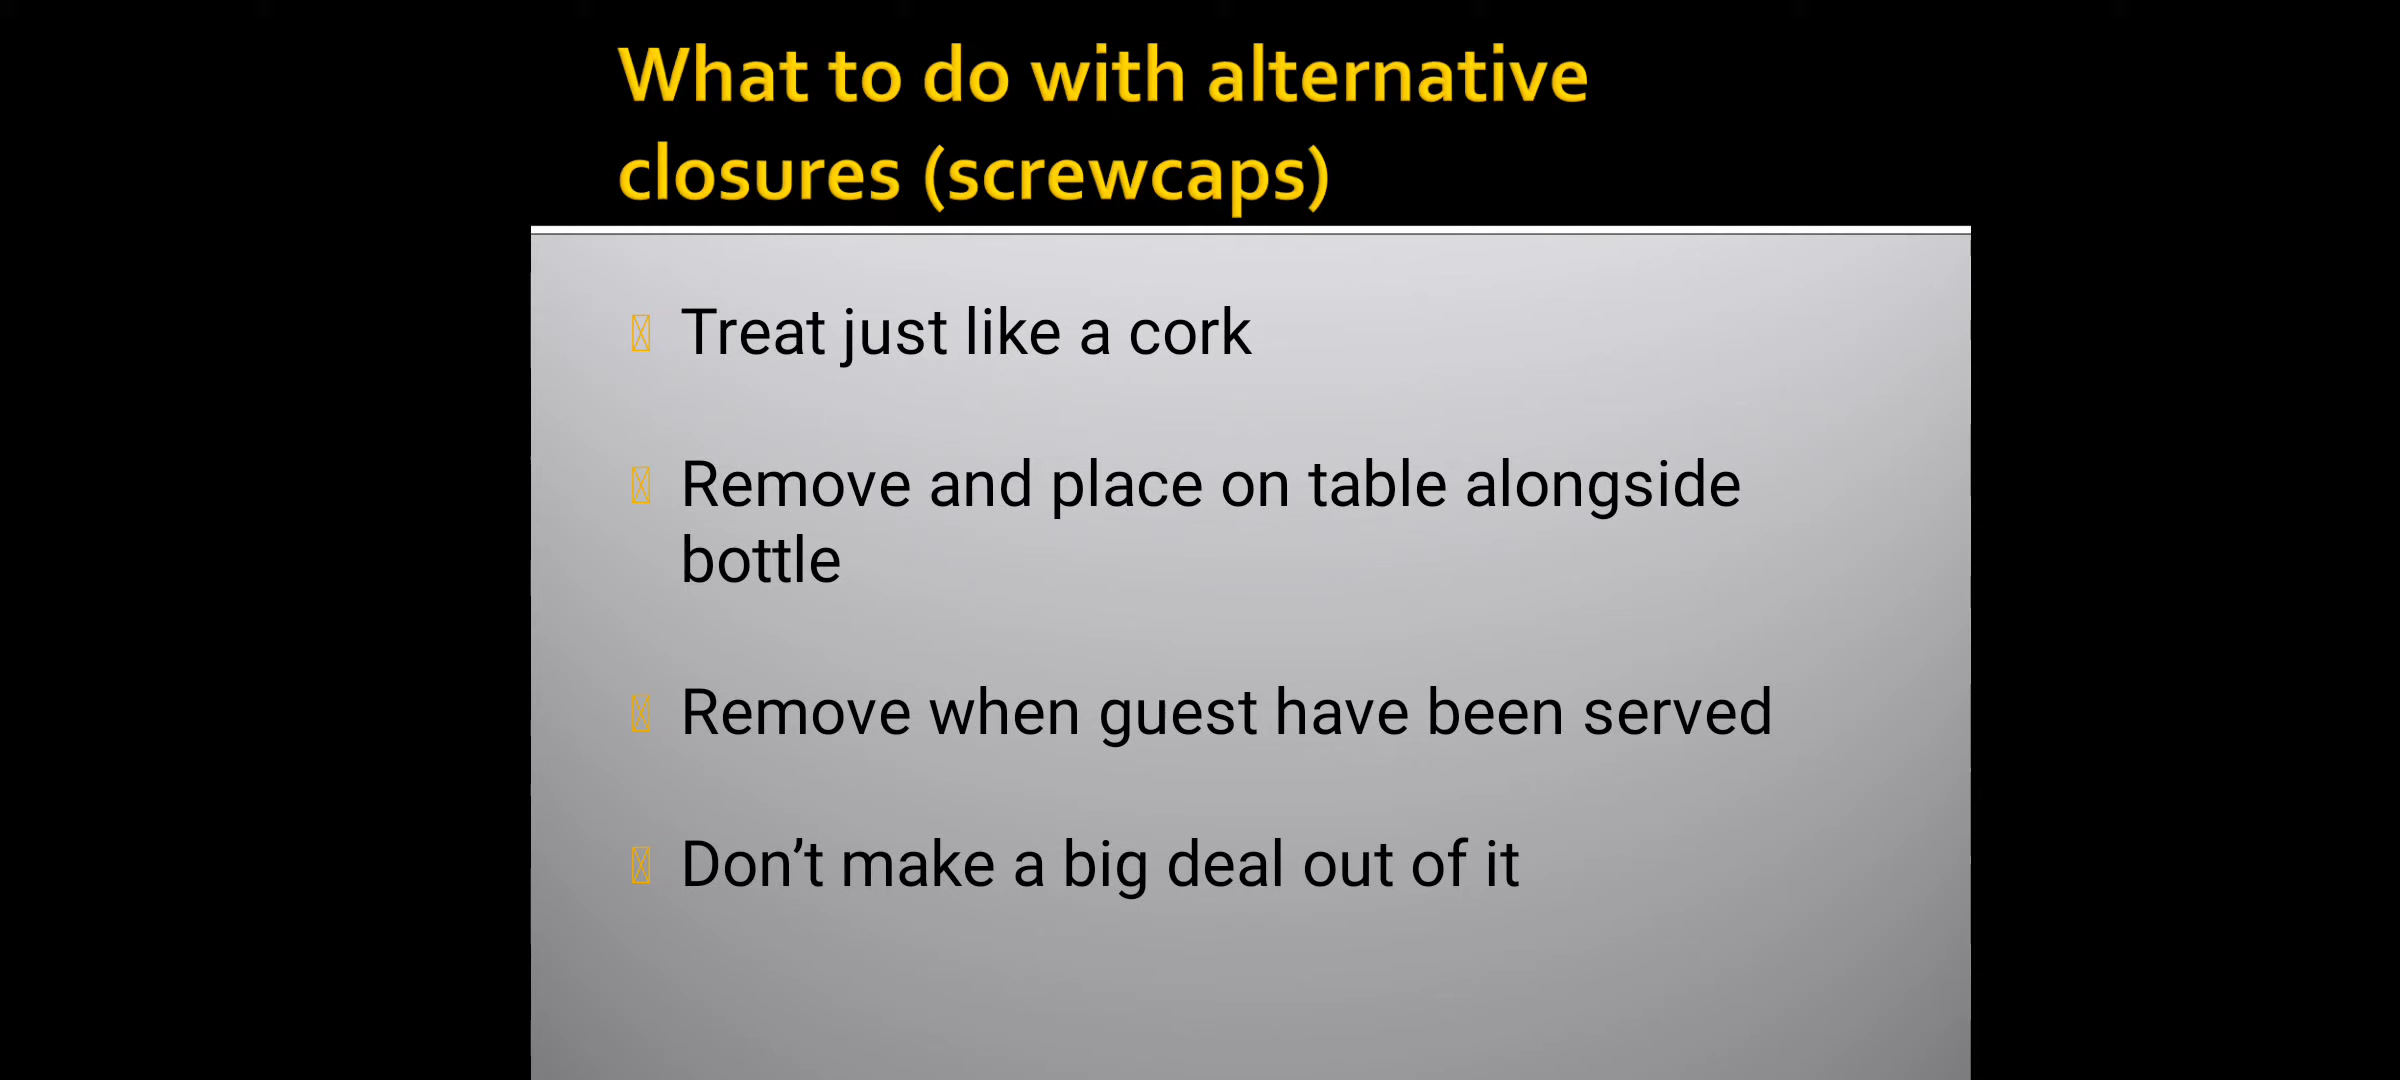 What to do with alternative
closures (screwcaps)
Treat just like a cork
Remove and place on table alongside
bottle
Remove when guest have been served
Don’t make a big deal out of it